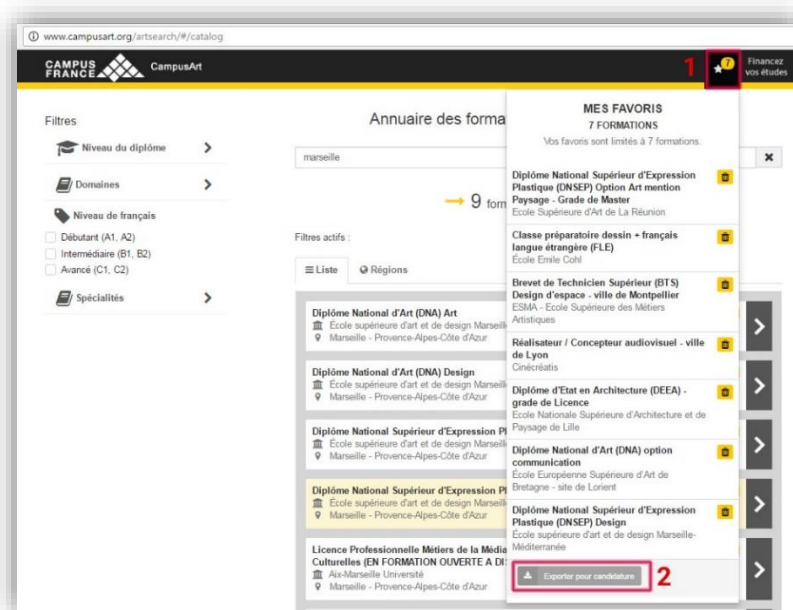 www.campusart.org/artsearch/#/catalog
CAMPUS
FRANCE
CampusArt
1
7
Financez
vos études
Filtres
Niveau du diplôme
Domaines
Niveau de français
Débutant (A1, A2)
Intermédiaire (B1, B2)
Avancé (C1, C2)
Spécialités
Annuaire des forma
marseille
9 form
Filtres actifs :
Liste
Régions
Diplôme National d'Art (DNA) Art
École supérieure d'art et de design Marseill
Marseille - Provence-Alpes-Côte d'Azur
Diplôme National d'Art (DNA) Design
École supérieure d'art et de design Marseill
Marseille - Provence-Alpes-Côte d'Azur
Diplôme National Supérieur d'Expression Pl
École supérieure d'art et de design Marseill
Marseille - Provence-Alpes-Côte d'Azur
Diplôme National Supérieur d'Expression Pl
École supérieure d'art et de design Marseill
Marseille - Provence-Alpes-Côte d'Azur
Licence Professionnelle Métiers de la Média
Culturelles (EN FORMATION OUVERTE A DI
Aix-Marseille Université
Marseille - Provence-Alpes-Côte d'Azur
MES FAVORIS
7 FORMATIONS
Vos favoris sont limités à 7 formations.
Diplôme National Supérieur d'Expression
Plastique (DNSEP) Option Art mention
Paysage - Grade de Master
Ecole Supérieure d'Art de La Réunion
Classe préparatoire dessin + français
langue étrangère (FLE)
École Emile Cohl
Brevet de Technicien Supérieur (BTS)
Design d'espace - ville de Montpellier
ESMA - Ecole Supérieure des Métiers
Artistiques
Réalisateur / Concepteur audiovisuel - ville
de Lyon
Cinécréatis
Diplôme d'Etat en Architecture (DEEA) -
grade de Licence
Ecole Nationale Supérieure d'Architecture et de
Paysage de Lille
Diplôme National d'Art (DNA) option
communication
École Européenne Supérieure d'Art de
Bretagne - site de Lorient
Diplôme National Supérieur d'Expression
Plastique (DNSEP) Design
École supérieure d'art et de design Marseille-
Méditerranée
Exporter pour candidature
2